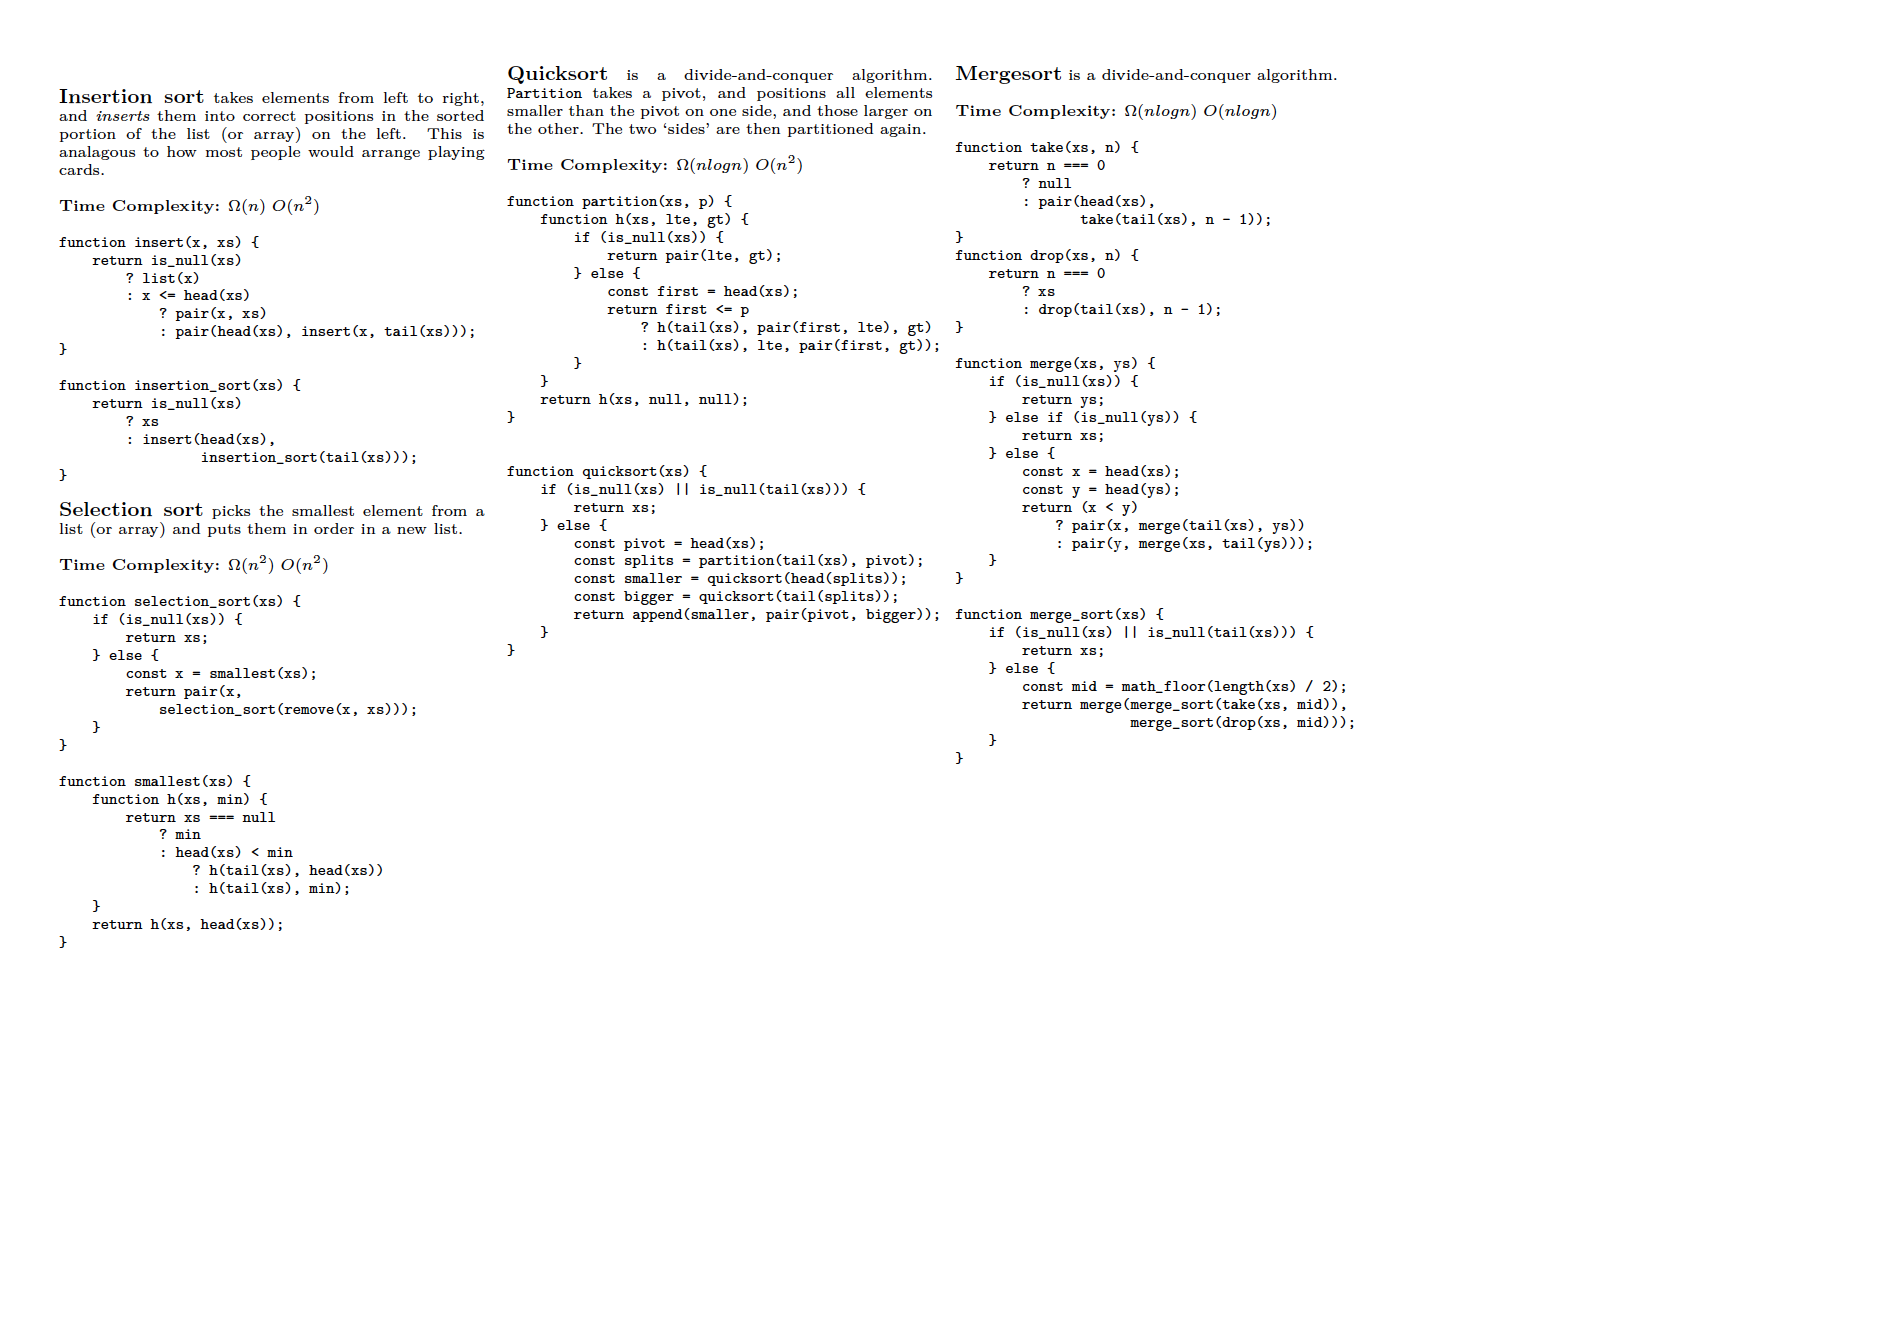 Insertion sort takes elements from left to right,
and inserts them into correct positions in the sorted
portion of the list (or array) on the left. This is
analagous to how most people would arrange playing
cards.
Time Complexity: Ω(n) O(n²)
function insert(x, xs) {
    return is_null(xs)
        ? list(x)
        : x <= head(xs)
            ? pair(x, xs)
            : pair(head(xs), insert(x, tail(xs)));
}
function insertion_sort(xs) {
    return is_null(xs)
        ? xs
        : insert(head(xs),
                 insertion_sort(tail(xs)));
}
Selection sort picks the smallest element from a
list (or array) and puts them in order in a new list.
Time Complexity: Ω(n²) O(n²)
function selection_sort(xs) {
    if (is_null(xs)) {
        return xs;
    } else {
        const x = smallest(xs);
        return pair(x,
            selection_sort(remove(x, xs)));
    }
}
function smallest(xs) {
    function h(xs, min) {
        return xs === null
            ? min
            : head(xs) < min
                ? h(tail(xs), head(xs))
                : h(tail(xs), min);
    }
    return h(xs, head(xs));
}
Quicksort is a divide-and-conquer algorithm.
Partition takes a pivot, and positions all elements
smaller than the pivot on one side, and those larger on
the other. The two ‘sides’ are then partitioned again.
Time Complexity: Ω(nlogn) O(n²)
function partition(xs, p) {
    function h(xs, lte, gt) {
        if (is_null(xs)) {
            return pair(lte, gt);
        } else {
            const first = head(xs);
            return first <= p
                ? h(tail(xs), pair(first, lte), gt)
                : h(tail(xs), lte, pair(first, gt));
        }
    }
    return h(xs, null, null);
}
function quicksort(xs) {
    if (is_null(xs) || is_null(tail(xs))) {
        return xs;
    } else {
        const pivot = head(xs);
        const splits = partition(tail(xs), pivot);
        const smaller = quicksort(head(splits));
        const bigger = quicksort(tail(splits));
        return append(smaller, pair(pivot, bigger));
    }
}
Mergesort is a divide-and-conquer algorithm.
Time Complexity: Ω(nlogn) O(nlogn)
function take(xs, n) {
    return n === 0
        ? null
        : pair(head(xs),
               take(tail(xs), n - 1));
}
function drop(xs, n) {
    return n === 0
        ? xs
        : drop(tail(xs), n - 1);
}
function merge(xs, ys) {
    if (is_null(xs)) {
        return ys;
    } else if (is_null(ys)) {
        return xs;
    } else {
        const x = head(xs);
        const y = head(ys);
        return (x < y)
            ? pair(x, merge(tail(xs), ys))
            : pair(y, merge(xs, tail(ys)));
    }
}
function merge_sort(xs) {
    if (is_null(xs) || is_null(tail(xs))) {
        return xs;
    } else {
        const mid = math_floor(length(xs) / 2);
        return merge(merge_sort(take(xs, mid)),
                     merge_sort(drop(xs, mid)));
    }
}